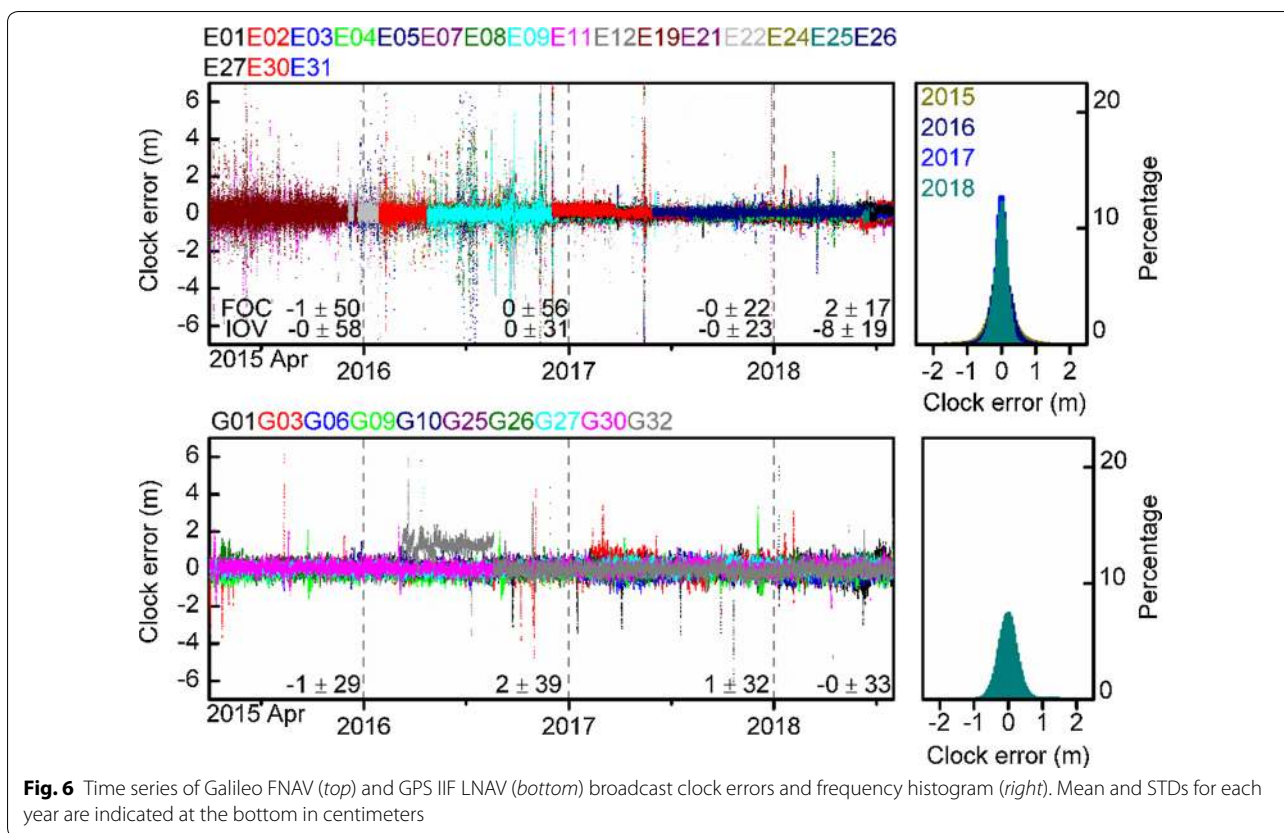 E01E02E03E04E05E07E08E09E11E12E19E21E22E24E25E26
E27E30E31
6
4
2
0
-2
-4
-6
Clock error (m)
FOC -1 ± 50 0 ± 56 -0 ± 22 2 ± 17
IOV -0 ± 58 0 ± 31 -0 ± 23 -8 ± 19
2015 Apr 2016 2017 2018
2015
2016
2017
2018
20
10
0
Percentage
-2 -1 0 1 2
Clock error (m)
G01G03G06G09G10G25G26G27G30G32
6
4
2
0
-2
-4
-6
Clock error (m)
-1 ± 29 2 ± 39 1 ± 32 -0 ± 33
2015 Apr 2016 2017 2018
20
10
0
Percentage
-2 -1 0 1 2
Clock error (m)
Fig. 6 Time series of Galileo FNAV (top) and GPS IIF LNAV (bottom) broadcast clock errors and frequency histogram (right). Mean and STDs for each
year are indicated at the bottom in centimeters